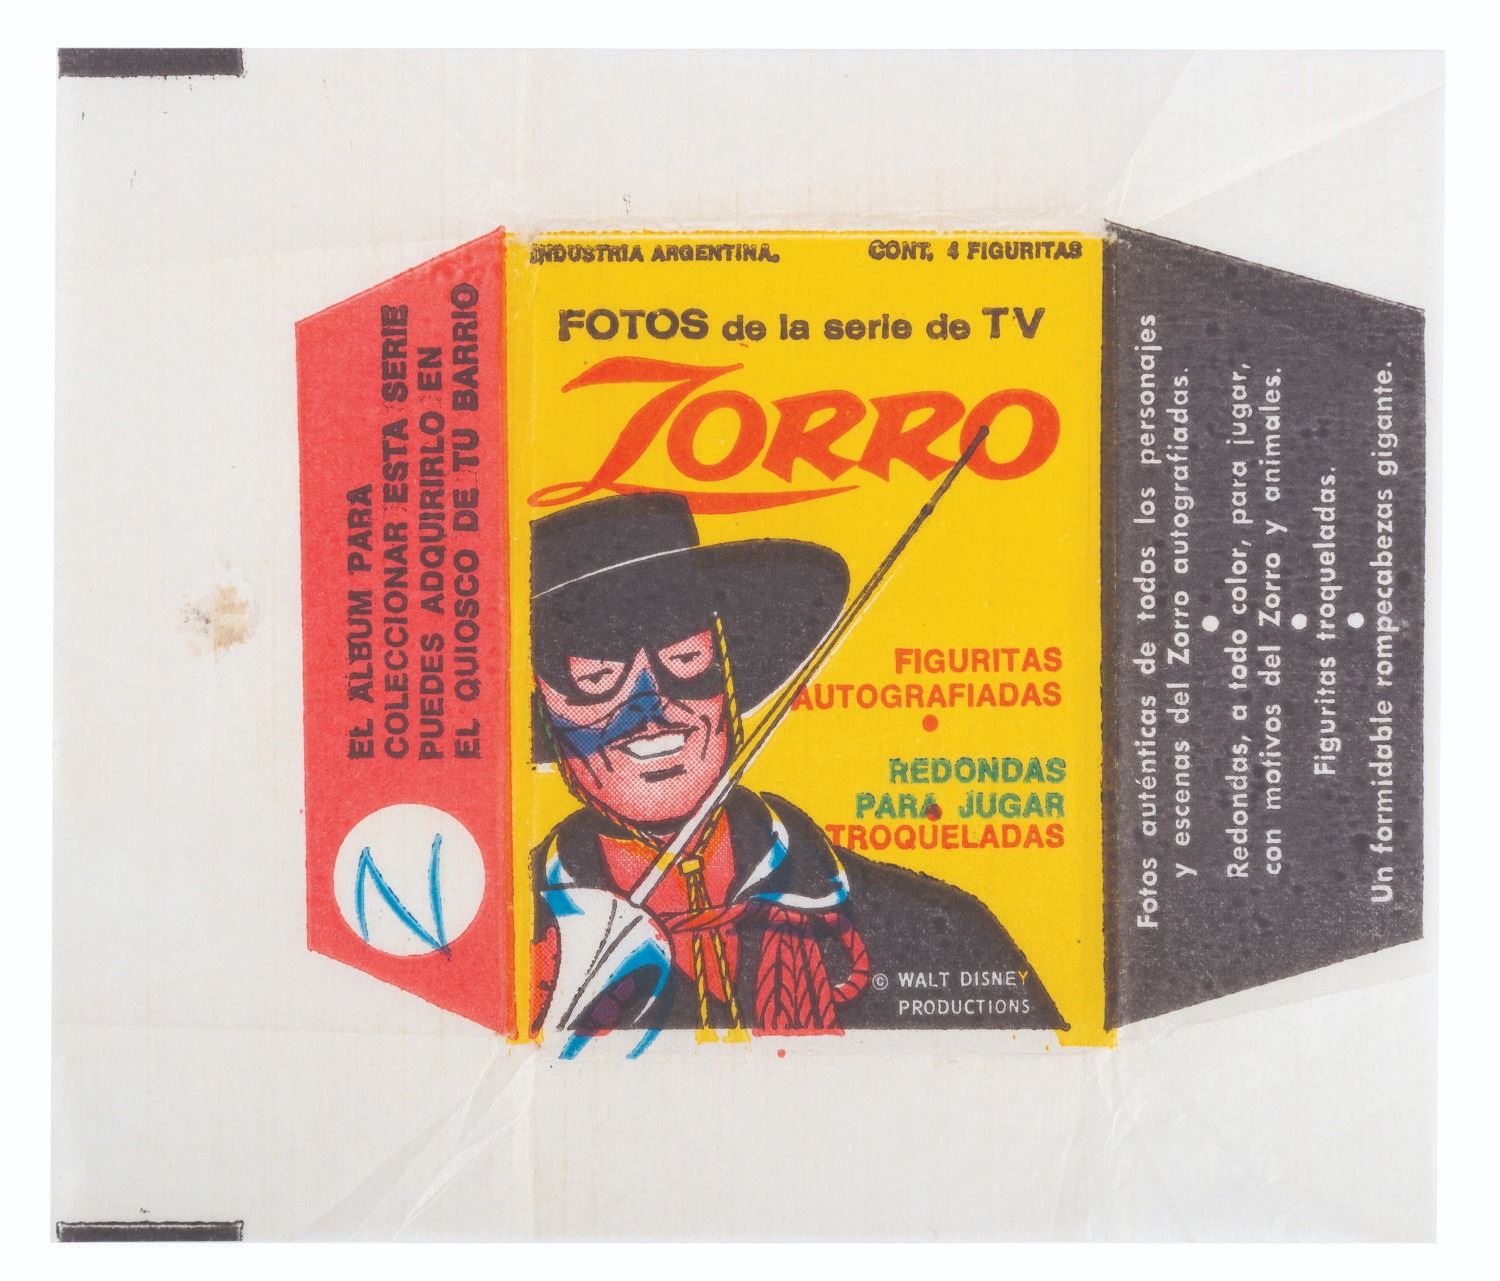 EL ALBUM PARA
COLECCIONAR ESTA SERIE
PUEDES ADQUIRIRLO EN
EL QUIOSCO DE TU BARRIO
INDUSTRIA ARGENTINA.
CONT. 4 FIGURITAS
FOTOS de la serie de TV
ZORRO
FIGURITAS
AUTOGRAFIADAS
REDONDAS
PARA JUGAR
TROQUELADAS
© WALT DISNEY
PRODUCTIONS
Fotos auténticas de todos los personajes
y escenas del Zorro autografiadas.
Redondas, a todo color, para jugar,
con motivos del Zorro y animales.
Figuritas troqueladas.
Un formidable rompecabezas gigante.